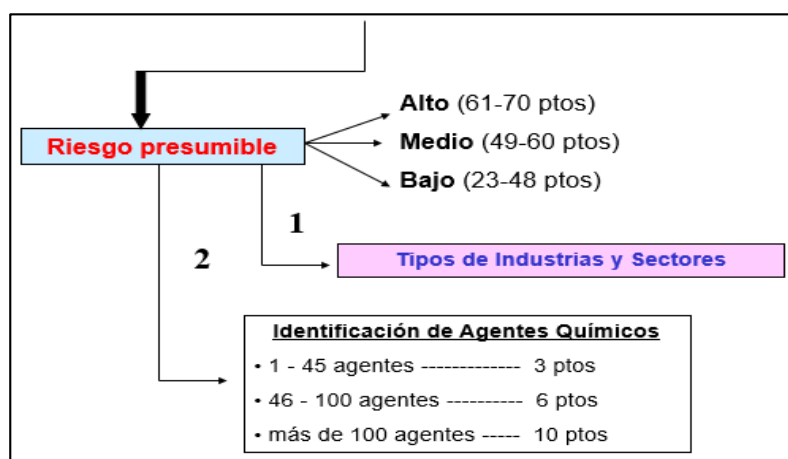 Alto (61-70 ptos)
Riesgo presumible
Medio (49-60 ptos)
Bajo (23-48 ptos)
1
2
Tipos de Industrias y Sectores
Identificación de Agentes Químicos
• 1 - 45 agentes ------------- 3 ptos
• 46 - 100 agentes ---------- 6 ptos
• más de 100 agentes ----- 10 ptos